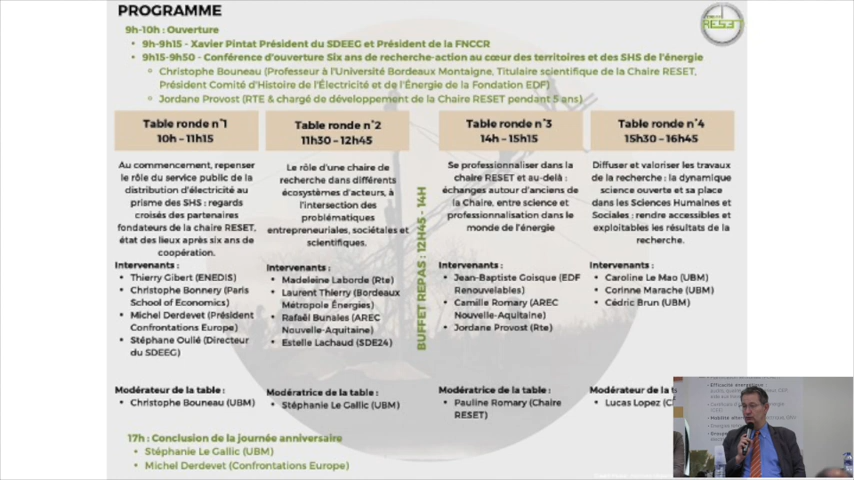 PROGRAMME
RESET
9h-10h : Ouverture
• 9h-9h15 - Xavier Pintat Président du SDEEG et Président de la FNCCR
• 9h15-9h50 - Conférence d'ouverture Six ans de recherche-action au cœur des territoires et des SHS de l'énergie
◦ Christophe Bouneau (Professeur à l'Université Bordeaux Montaigne, Titulaire scientifique de la Chaire RESET,
Président Comité d'Histoire de l'Électricité et de l'Énergie de la Fondation EDF)
◦ Jordane Provost (RTE & chargé de développement de la Chaire RESET pendant 5 ans)
Table ronde n°1
10h – 11h15
Au commencement, repenser
le rôle du service public de la
distribution d'électricité au
prisme des SHS : regards
croisés des partenaires
fondateurs de la chaire RESET,
état des lieux après six ans de
coopération.
Intervenants :
• Thierry Gibert (ENEDIS)
• Christophe Bonnery (Paris
School of Economics)
• Michel Derdevet (Président
Confrontations Europe)
• Stéphane Oulié (Directeur
du SDEEG)
Modérateur de la table :
• Christophe Bouneau (UBM)
Table ronde n°2
11h30 – 12h45
Le rôle d'une chaire de
recherche dans différents
écosystèmes d'acteurs, à
l'intersection des
problématiques
entrepreneuriales, sociétales et
scientifiques.
Intervenants :
• Madeleine Laborde (Rte)
• Laurent Thierry (Bordeaux
Métropole Énergies)
• Rafaël Bunales (AREC
Nouvelle-Aquitaine)
• Estelle Lachaud (SDE24)
Modératrice de la table :
• Stéphanie Le Gallic (UBM)
BUFFET REPAS : 12H45 - 14H
Table ronde n°3
14h – 15h15
Se professionnaliser dans la
chaire RESET et au-delà :
échanges autour d'anciens de
la Chaire, entre science et
professionnalisation dans le
monde de l'énergie
Intervenants :
• Jean-Baptiste Goisque (EDF
Renouvelables)
• Camille Romary (AREC
Nouvelle-Aquitaine)
• Jordane Provost (Rte)
Modératrice de la table :
• Pauline Romary (Chaire
RESET)
Table ronde n°4
15h30 – 16h45
Diffuser et valoriser les travaux
de la recherche : la dynamique
science ouverte et sa place
dans les Sciences Humaines et
Sociales : rendre accessibles et
exploitables les résultats de la
recherche.
Intervenants :
• Caroline Le Mao (UBM)
• Corinne Marache (UBM)
• Cédric Brun (UBM)
Modérateur de la
• Lucas Lopez
17h : Conclusion de la journée anniversaire
• Stéphanie Le Gallic (UBM)
• Michel Derdevet (Confrontations Europe)